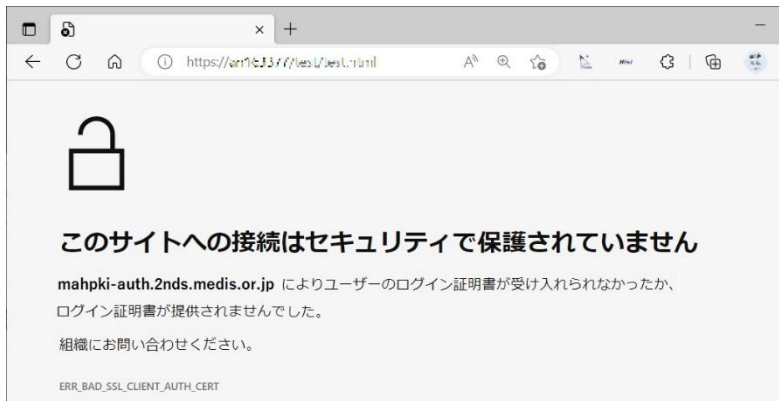 https://
このサイトへの接続はセキュリティで保護されていません
mahpki-auth.2nds.medis.or.jp によりユーザーのログイン証明書が受け入れられなかったか、
ログイン証明書が提供されませんでした。
組織にお問い合わせください。
ERR_BAD_SSL_CLIENT_AUTH_CERT